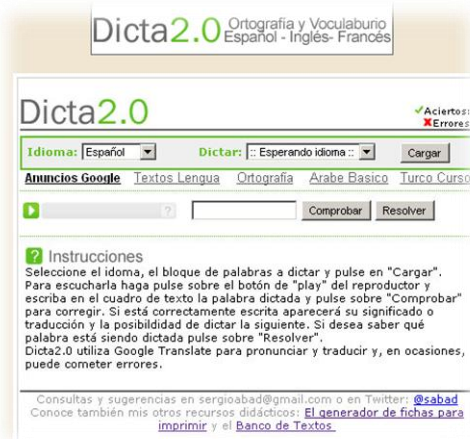 Dicta2.0 Ortografía y Voculaburio
Español - Inglés- Francés
Dicta2.0
Aciertos:
Errores
Idioma: Español Dictar: :: Esperando idioma :: Cargar
Anuncios Google Textos Lengua Ortografía Arabe Basico Turco Curso
? Comprobar Resolver
? Instrucciones
Seleccione el idoma, el bloque de palabras a dictar y pulse en "Cargar".
Para escucharla haga pulse sobre el botón de "play" del reproductor y
escriba en el cuadro de texto la palabra dictada y pulse sobre "Comprobar"
para corregir. Si está correctamente escrita aparecerá su significado o
traducción y la posibildidad de dictar la siguiente. Si desea saber qué
palabra está siendo dictada pulse sobre "Resolver".
Dicta2.0 utiliza Google Translate para pronunciar y traducir y, en ocasiones,
puede cometer errores.
Consultas y sugerencias en sergioabad@gmail.com o en Twitter: @sabad
Conoce también mis otros recursos didácticos: El generador de fichas para
imprimir y el Banco de Textos